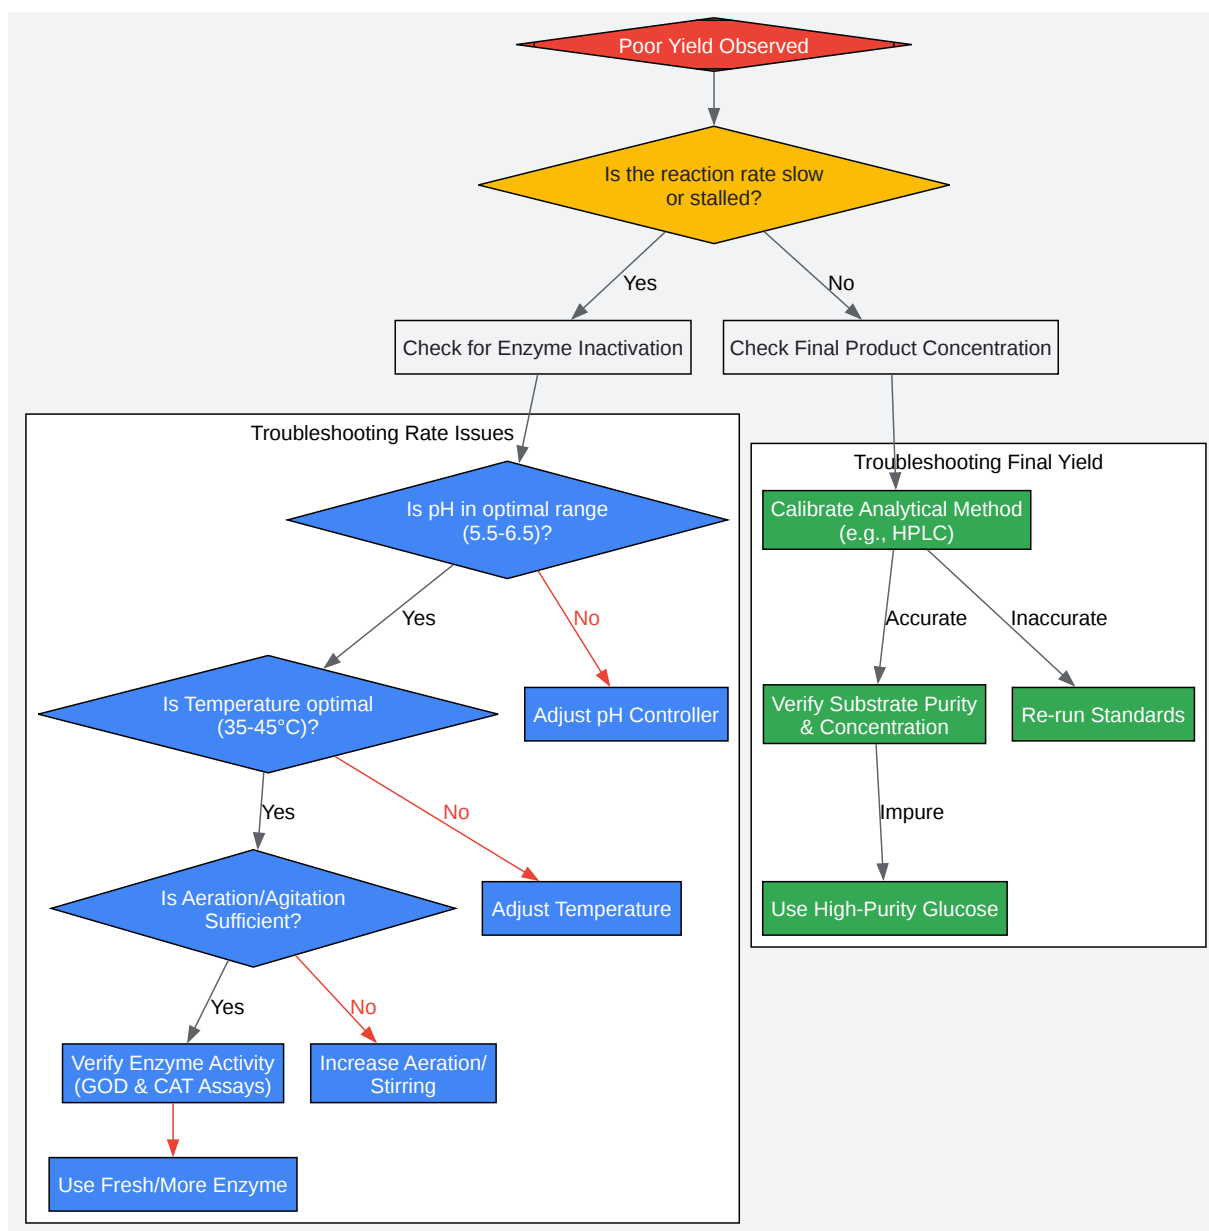 Poor Yield Observed
Is the reaction rate slow
or stalled?
Yes
No
Check for Enzyme Inactivation
Check Final Product Concentration
Troubleshooting Rate Issues
Is pH in optimal range
(5.5-6.5)?
Yes
No
Is Temperature optimal
(35-45°C)?
Adjust pH Controller
Yes
No
Is Aeration/Agitation
Sufficient?
Adjust Temperature
Yes
No
Verify Enzyme Activity
(GOD & CAT Assays)
Increase Aeration/
Stirring
Use Fresh/More Enzyme
Troubleshooting Final Yield
Calibrate Analytical Method
(e.g., HPLC)
Accurate
Inaccurate
Verify Substrate Purity
& Concentration
Re-run Standards
Impure
Use High-Purity Glucose